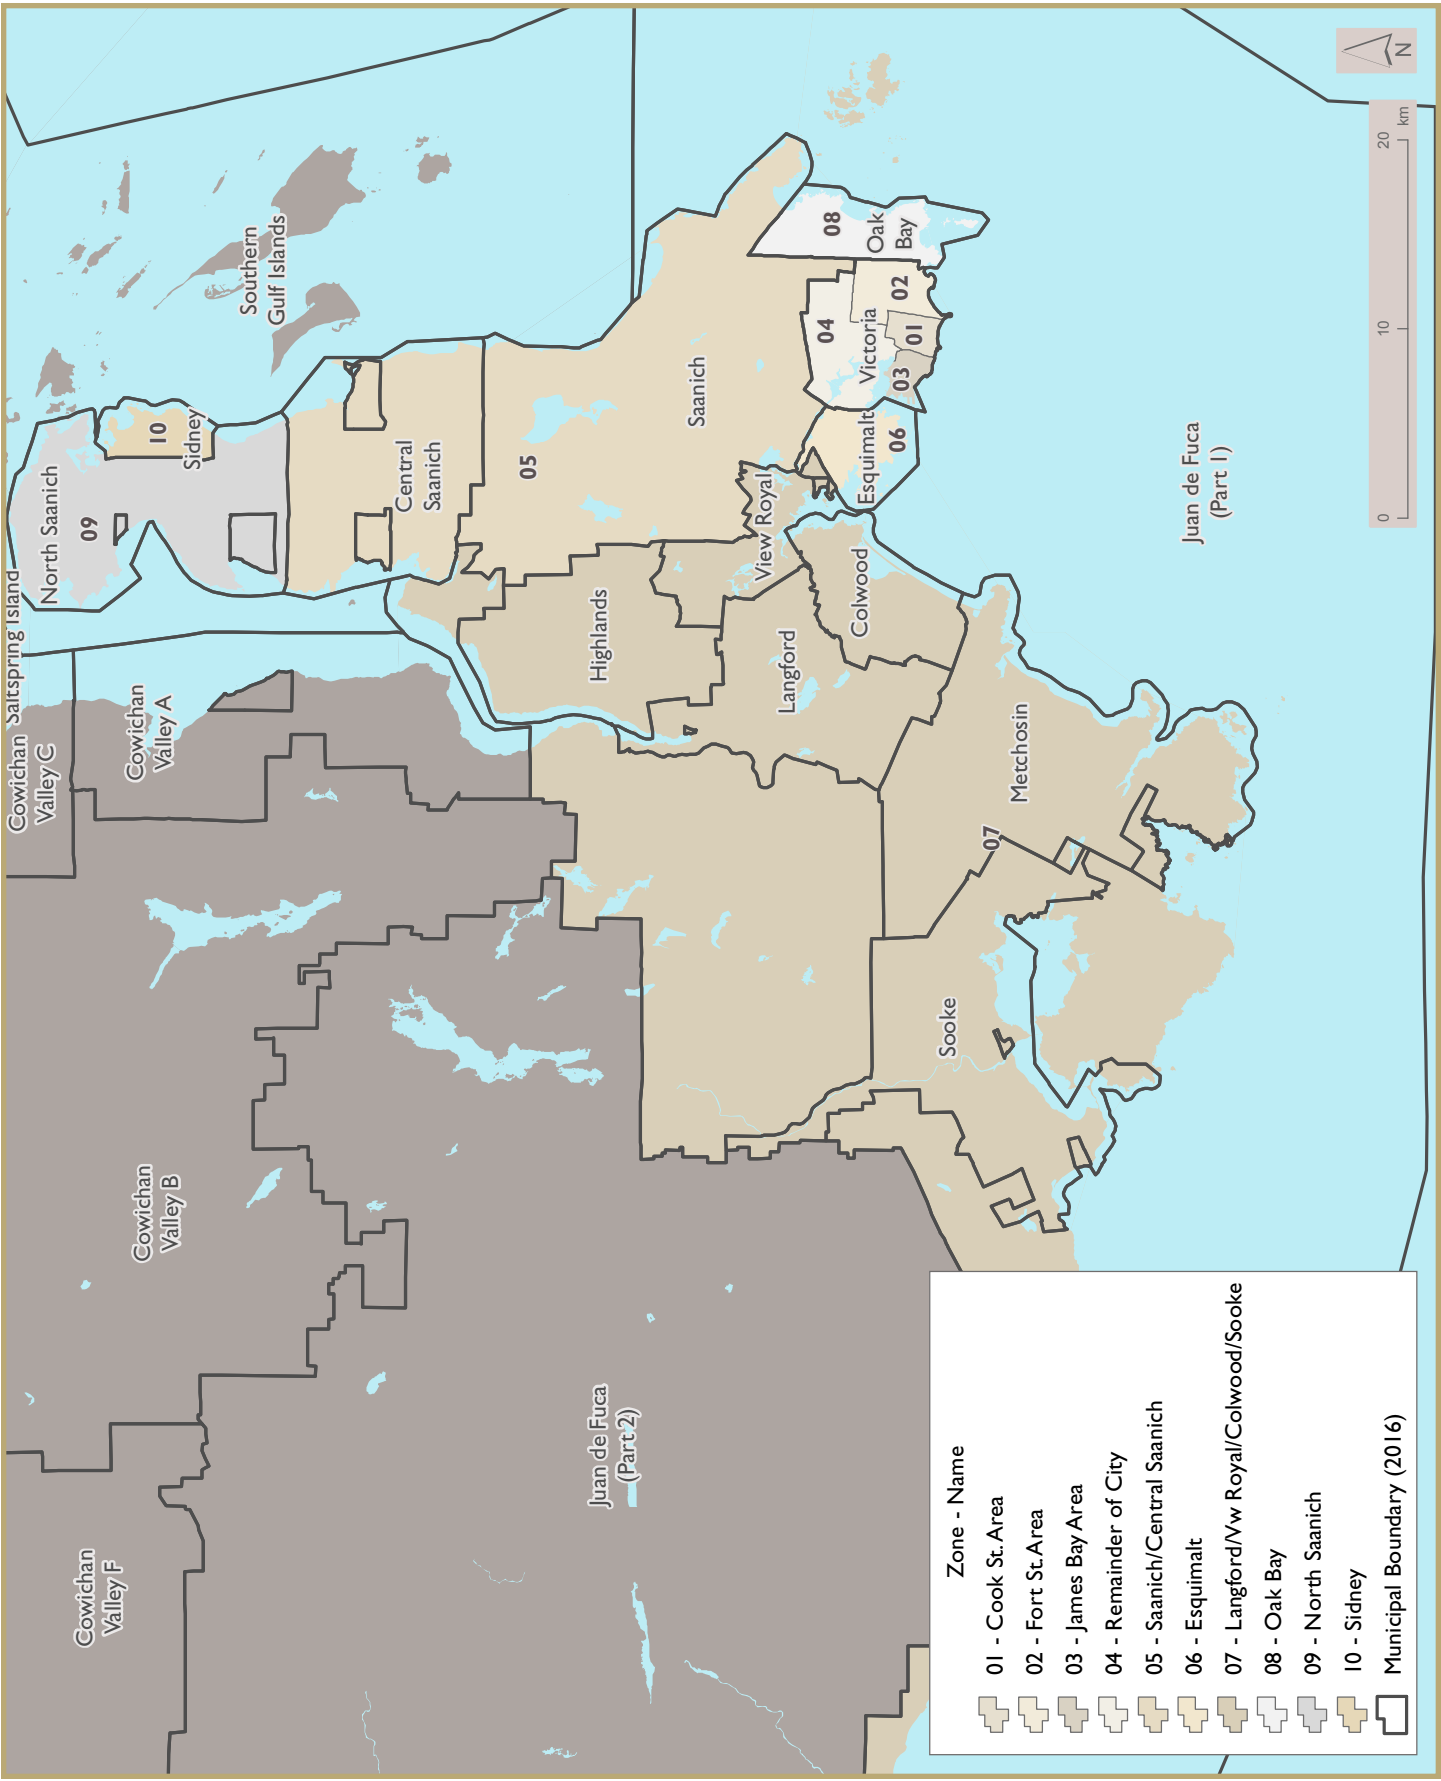 Saltspring Island
Cowichan
Valley C
Cowichan
Valley A
Cowichan
Valley B
Cowichan
Valley F
North Saanich
09
10
Sidney
Southern
Gulf Islands
Central
Saanich
05
Saanich
Highlands
View Royal
Langford
Colwood
Esquimalt
06
Victoria
04
02
01
03
08
Oak
Bay
Metchosin
07
Sooke
Juan de Fuca
(Part 1)
Juan de Fuca
(Part 2)
Zone - Name
01 - Cook St. Area
02 - Fort St. Area
03 - James Bay Area
04 - Remainder of City
05 - Saanich/Central Saanich
06 - Esquimalt
07 - Langford/Vw Royal/Colwood/Sooke
08 - Oak Bay
09 - North Saanich
10 - Sidney
Municipal Boundary (2016)
0 10 20
km
N